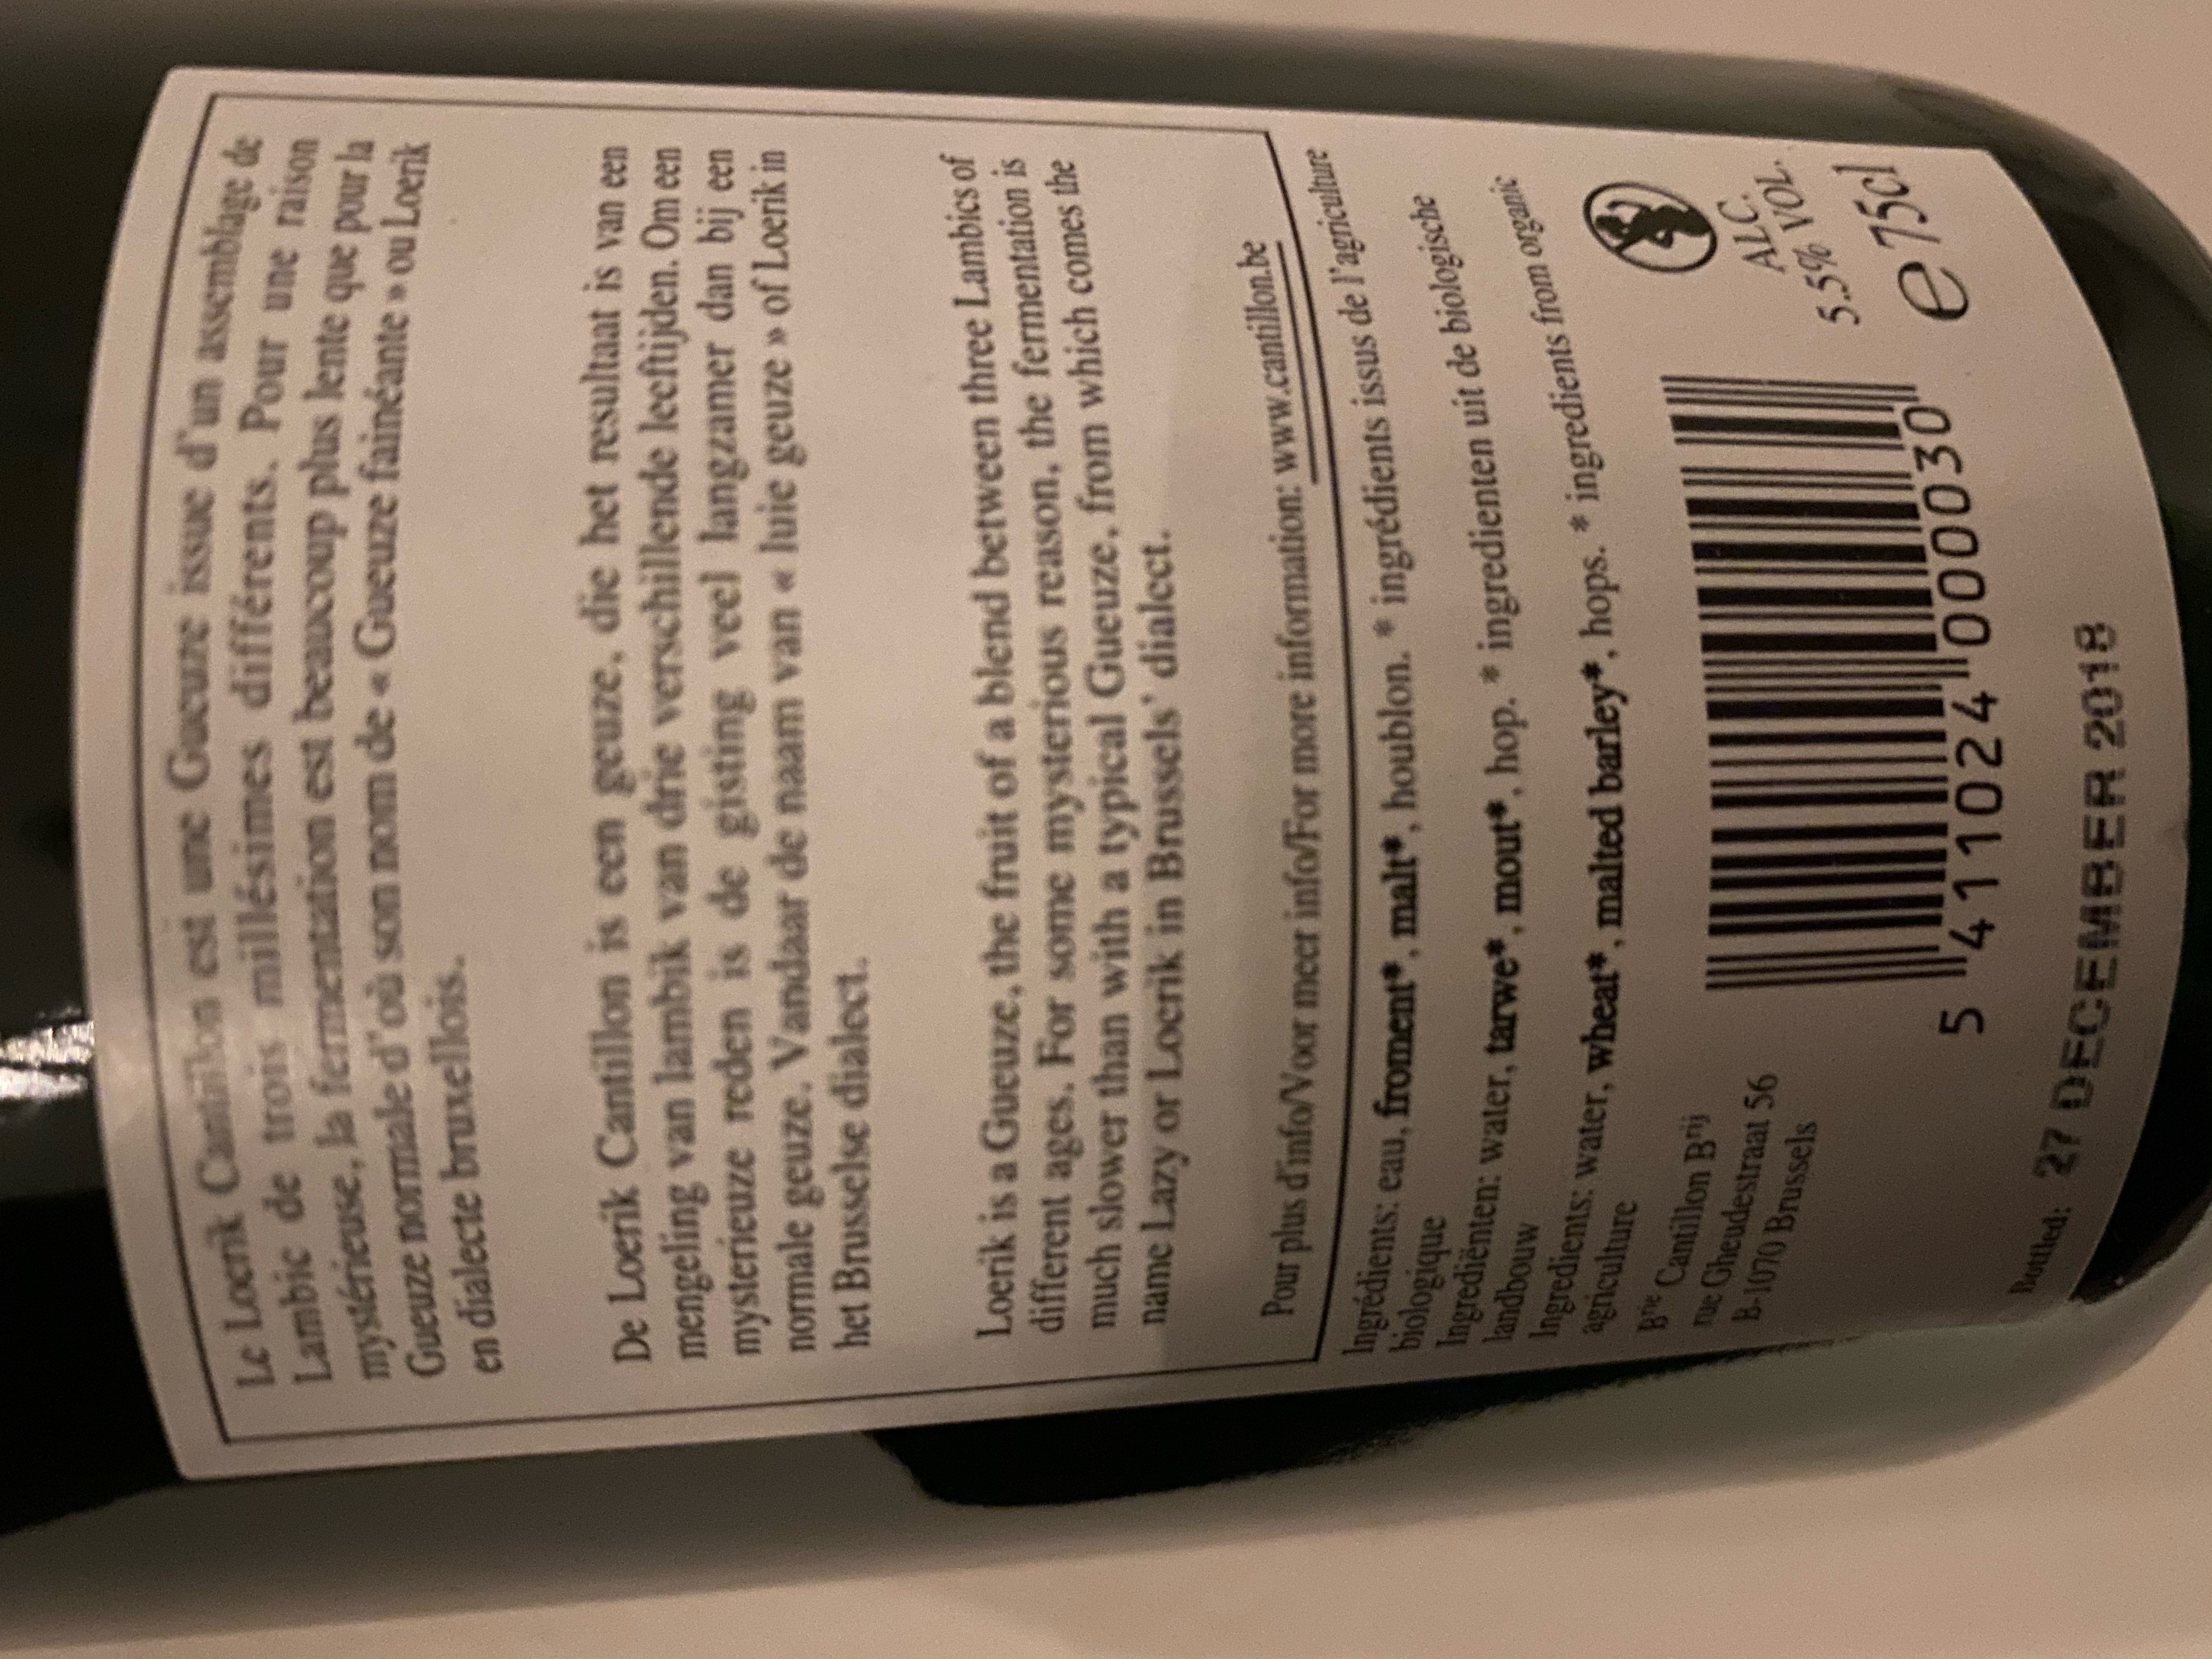 Le Loerik Cantillon est une Gueuze issue d'un assemblage de
Lambic de trois millésimes différents. Pour une raison
mystérieuse, la fermentation est beaucoup plus lente que pour la
Gueuze normale d'où son nom de « Gueuze fainéante » ou Loerik
en dialecte bruxellois.
De Loerik Cantillon is een geuze, die het resultaat is van een
mengeling van lambik van drie verschillende leeftijden. Om een
mysterieuze reden is de gisting veel langzamer dan bij een
normale geuze. Vandaar de naam van « luie geuze » of Loerik in
het Brusselse dialect.
Loerik is a Gueuze, the fruit of a blend between three Lambics of
different ages. For some mysterious reason, the fermentation is
much slower than with a typical Gueuze, from which comes the
name Lazy or Loerik in Brussels' dialect.
Pour plus d'info/Voor meer info/For more information: www.cantillon.be
Ingrédients: eau, froment*, malt*, houblon. * ingrédients issus de l'agriculture
biologique
Ingrediënten: water, tarwe*, mout*, hop. * ingredienten uit de biologische
landbouw
Ingredients: water, wheat*, malted barley*, hops. * ingredients from organic
agriculture
Brie Cantillon Brij
rue Gheudestraat 56
B-1070 Brussels
ALC.
5.5% VOL.
e 75cl
5 411024 000030
Bottled: 27 DECEMBER 2018